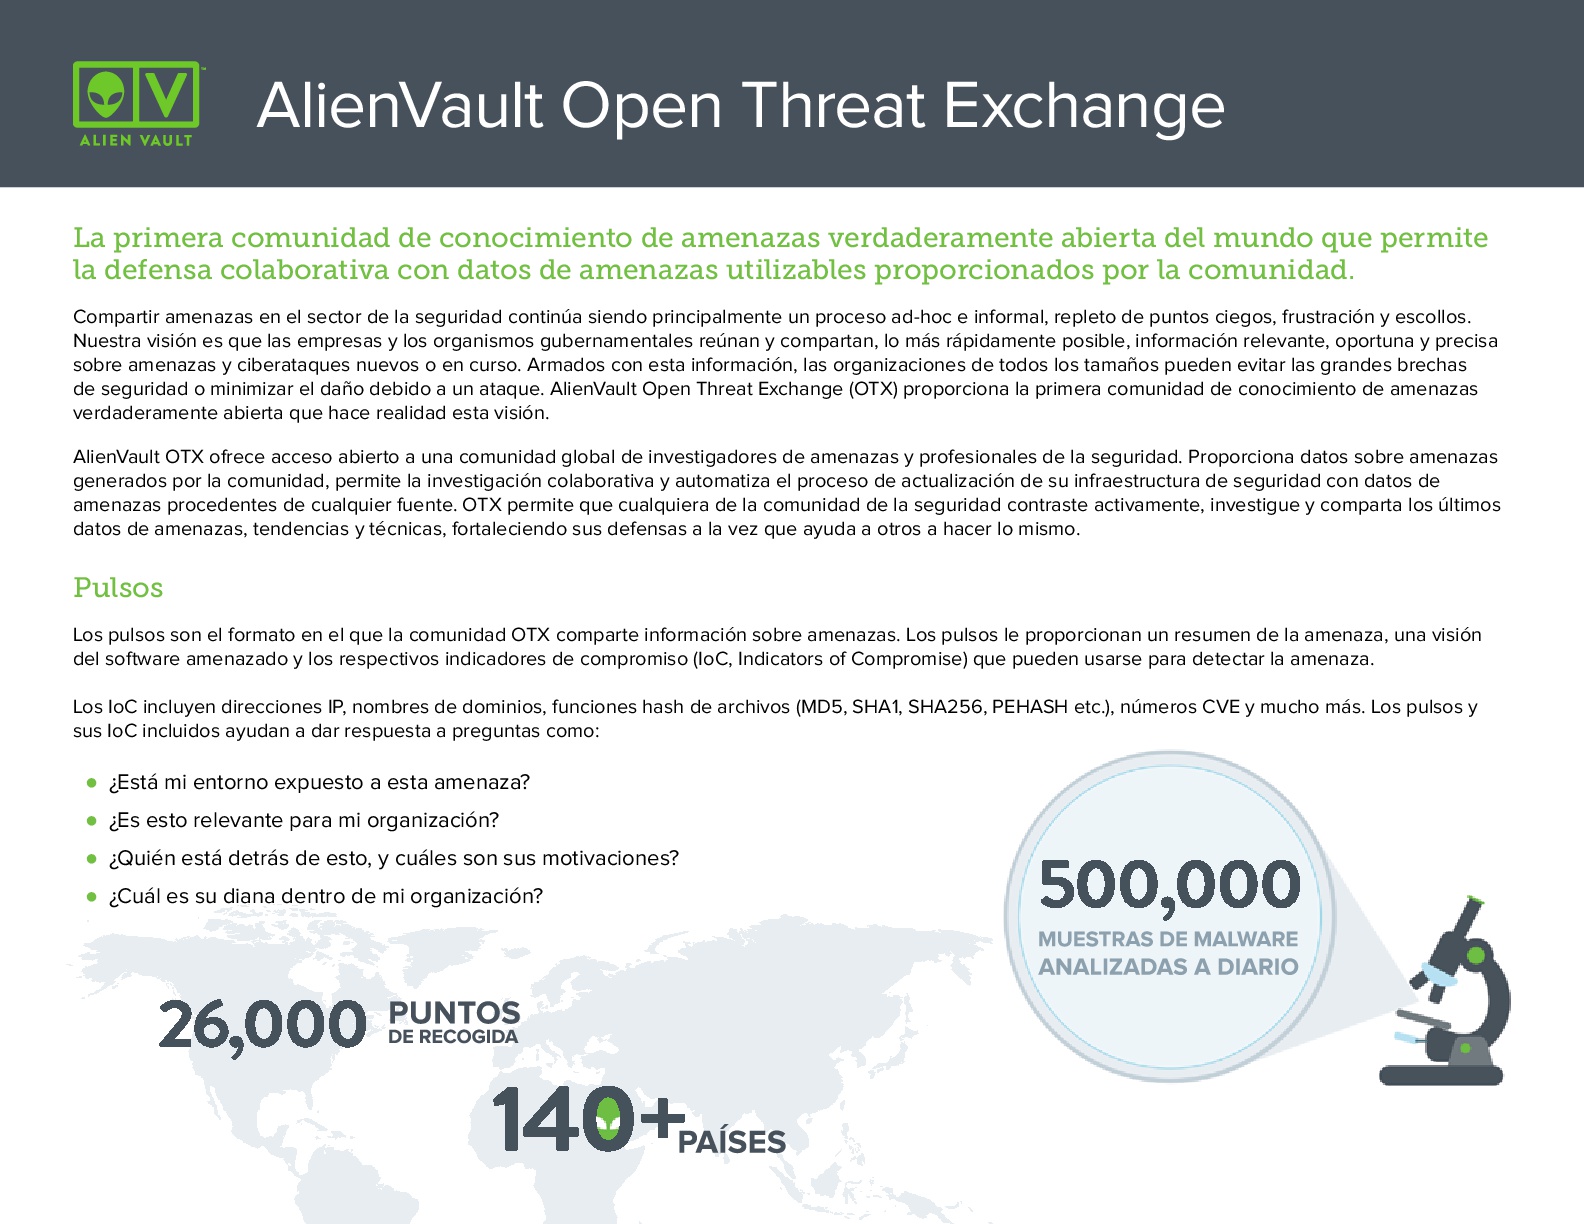 ALIEN VAULT
AlienVault Open Threat Exchange
La primera comunidad de conocimiento de amenazas verdaderamente abierta del mundo que permite
la defensa colaborativa con datos de amenazas utilizables proporcionados por la comunidad.
Compartir amenazas en el sector de la seguridad continúa siendo principalmente un proceso ad-hoc e informal, repleto de puntos ciegos, frustración y escollos.
Nuestra visión es que las empresas y los organismos gubernamentales reúnan y compartan, lo más rápidamente posible, información relevante, oportuna y precisa
sobre amenazas y ciberataques nuevos o en curso. Armados con esta información, las organizaciones de todos los tamaños pueden evitar las grandes brechas
de seguridad o minimizar el daño debido a un ataque. AlienVault Open Threat Exchange (OTX) proporciona la primera comunidad de conocimiento de amenazas
verdaderamente abierta que hace realidad esta visión.
AlienVault OTX ofrece acceso abierto a una comunidad global de investigadores de amenazas y profesionales de la seguridad. Proporciona datos sobre amenazas
generados por la comunidad, permite la investigación colaborativa y automatiza el proceso de actualización de su infraestructura de seguridad con datos de
amenazas procedentes de cualquier fuente. OTX permite que cualquiera de la comunidad de la seguridad contraste activamente, investigue y comparta los últimos
datos de amenazas, tendencias y técnicas, fortaleciendo sus defensas a la vez que ayuda a otros a hacer lo mismo.
Pulsos
Los pulsos son el formato en el que la comunidad OTX comparte información sobre amenazas. Los pulsos le proporcionan un resumen de la amenaza, una visión
del software amenazado y los respectivos indicadores de compromiso (IoC, Indicators of Compromise) que pueden usarse para detectar la amenaza.
Los IoC incluyen direcciones IP, nombres de dominios, funciones hash de archivos (MD5, SHA1, SHA256, PEHASH etc.), números CVE y mucho más. Los pulsos y
sus IoC incluidos ayudan a dar respuesta a preguntas como:
● ¿Está mi entorno expuesto a esta amenaza?
● ¿Es esto relevante para mi organización?
● ¿Quién está detrás de esto, y cuáles son sus motivaciones?
● ¿Cuál es su diana dentro de mi organización?
500,000
MUESTRAS DE MALWARE
ANALIZADAS A DIARIO
26,000 PUNTOS
DE RECOGIDA
140+ PAÍSES